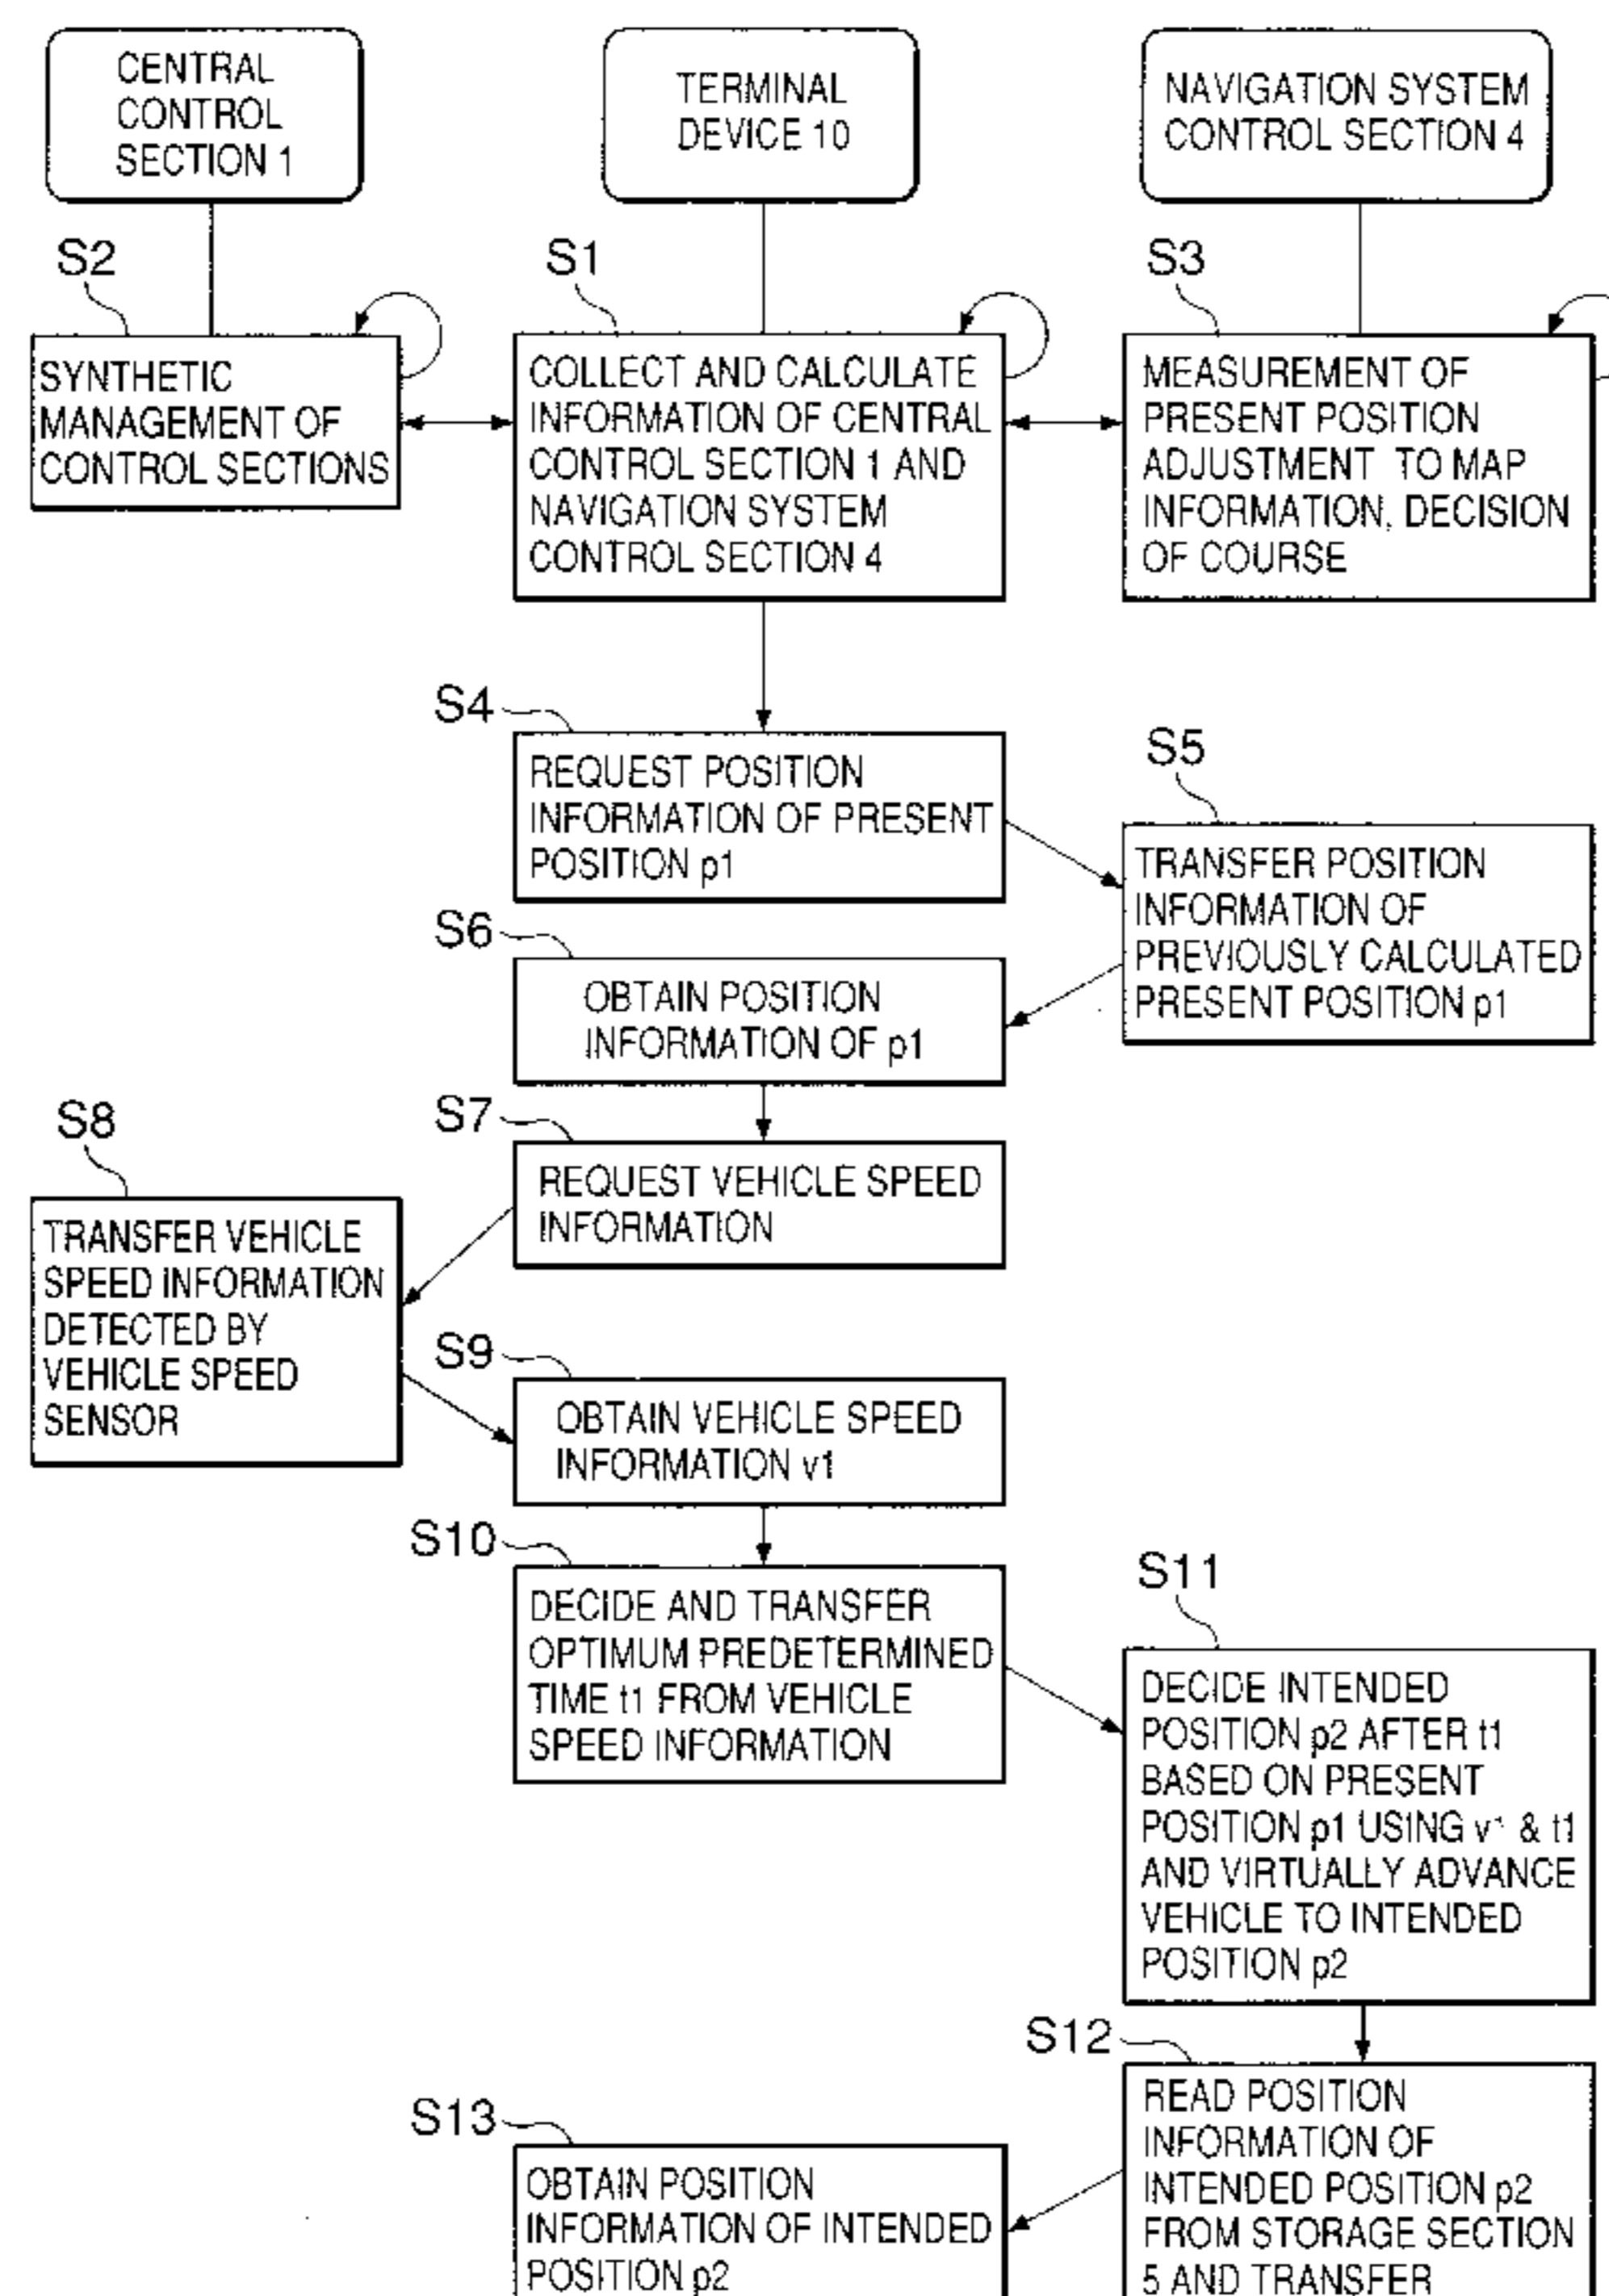 CENTRAL
CONTROL
SECTION 1
TERMINAL
DEVICE 10
NAVIGATION SYSTEM
CONTROL SECTION 4
S2
SYNTHETIC
MANAGEMENT OF
CONTROL SECTIONS
S1
COLLECT AND CALCULATE
INFORMATION OF CENTRAL
CONTROL SECTION 1 AND
NAVIGATION SYSTEM
CONTROL SECTION 4
S3
MEASUREMENT OF
PRESENT POSITION
ADJUSTMENT TO MAP
INFORMATION, DECISION
OF COURSE
S4
REQUEST POSITION
INFORMATION OF PRESENT
POSITION p1
S5
TRANSFER POSITION
INFORMATION OF
PREVIOUSLY CALCULATED
PRESENT POSITION p1
S6
OBTAIN POSITION
INFORMATION OF p1
S7
REQUEST VEHICLE SPEED
INFORMATION
S8
TRANSFER VEHICLE
SPEED INFORMATION
DETECTED BY
VEHICLE SPEED
SENSOR
S9
OBTAIN VEHICLE SPEED
INFORMATION v1
S10
DECIDE AND TRANSFER
OPTIMUM PREDETERMINED
TIME t1 FROM VEHICLE
SPEED INFORMATION
S11
DECIDE INTENDED
POSITION p2 AFTER t1
BASED ON PRESENT
POSITION p1 USING v1 & t1
AND VIRTUALLY ADVANCE
VEHICLE TO INTENDED
POSITION p2
S12
READ POSITION
INFORMATION OF
INTENDED POSITION p2
FROM STORAGE SECTION
5 AND TRANSFER
S13
OBTAIN POSITION
INFORMATION OF INTENDED
POSITION p2